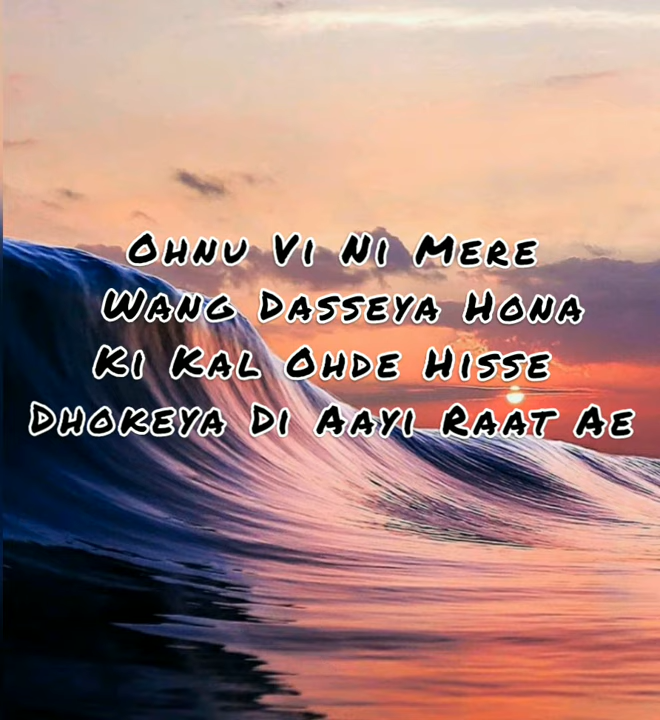 Ohnu Vi Ni Mere
Wang Dasseya Hona
Ki Kal Ohde Hisse
Dhokeya Di Aayi Raat Ae